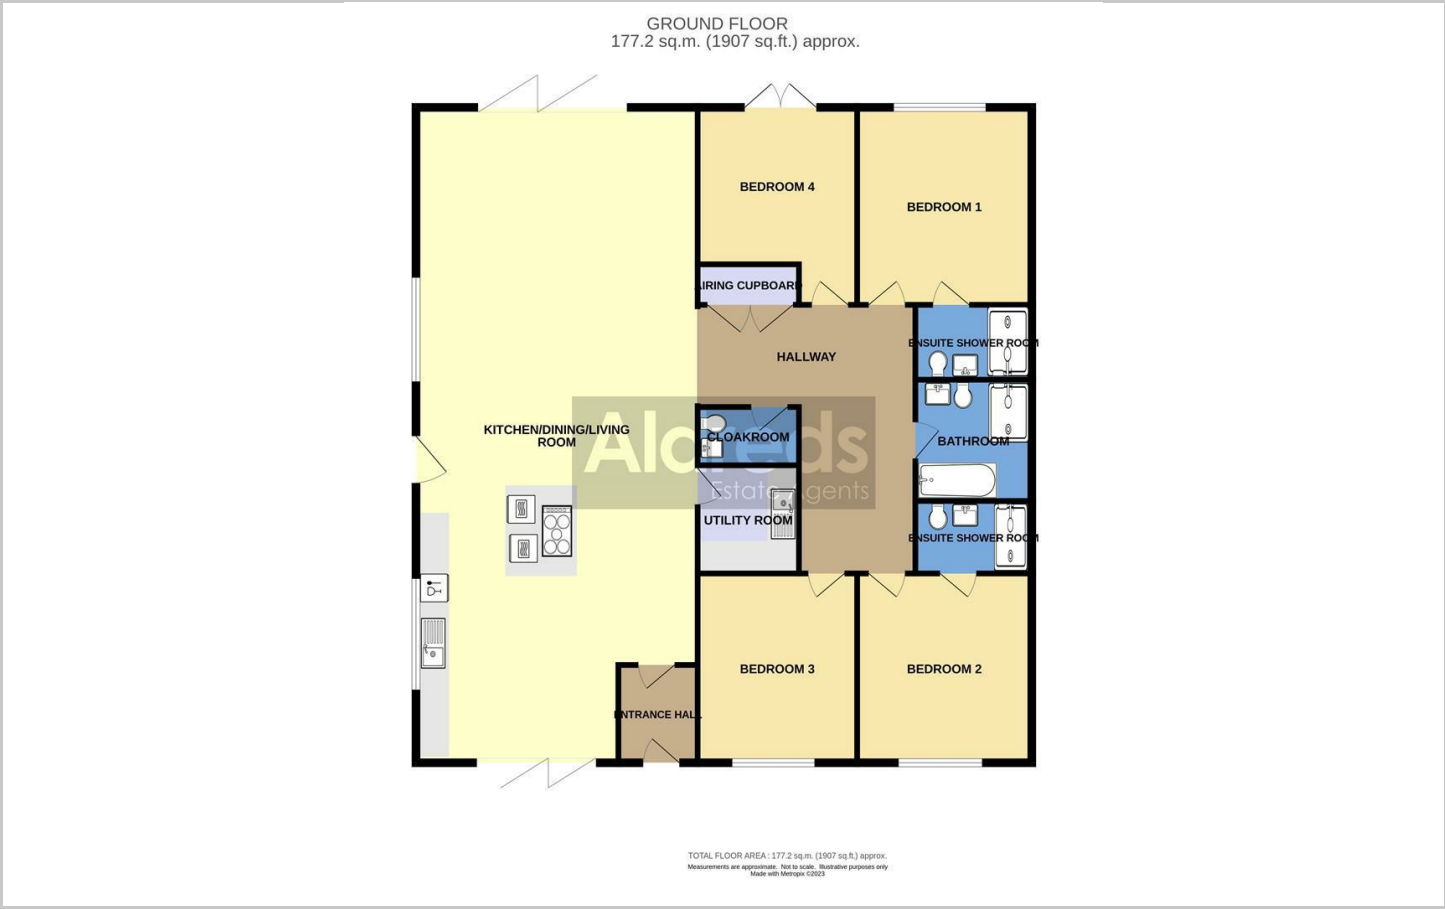 GROUND FLOOR
177.2 sq.m. (1907 sq.ft.) approx.
BEDROOM 4
BEDROOM 1
AIRING CUPBOARD
ENSUITE SHOWER ROOM
HALLWAY
KITCHEN/DINING/LIVING
ROOM
CLOAKROOM
BATHROOM
Aldreds
Estate Agents
UTILITY ROOM
ENSUITE SHOWER ROOM
BEDROOM 3
BEDROOM 2
ENTRANCE HALL
TOTAL FLOOR AREA : 177.2 sq.m. (1907 sq.ft.) approx.
Measurements are approximate. Not to scale. Illustrative purposes only
Made with Metropix ©2023